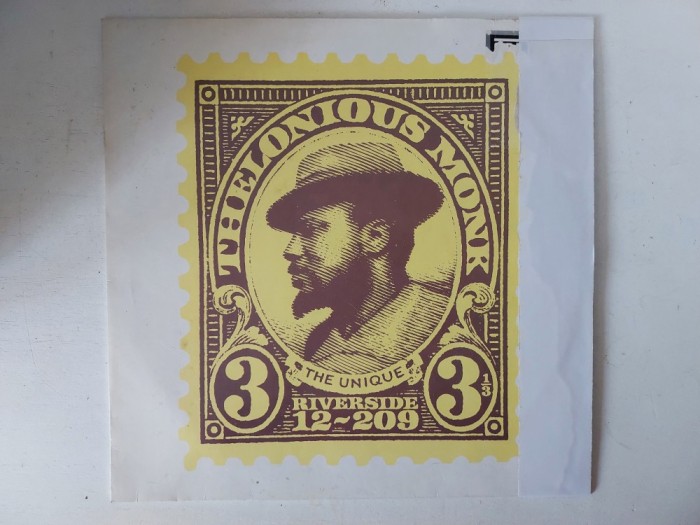 THELONIOUS MONK
THE UNIQUE
3
3 1/3
RIVERSIDE
12~209